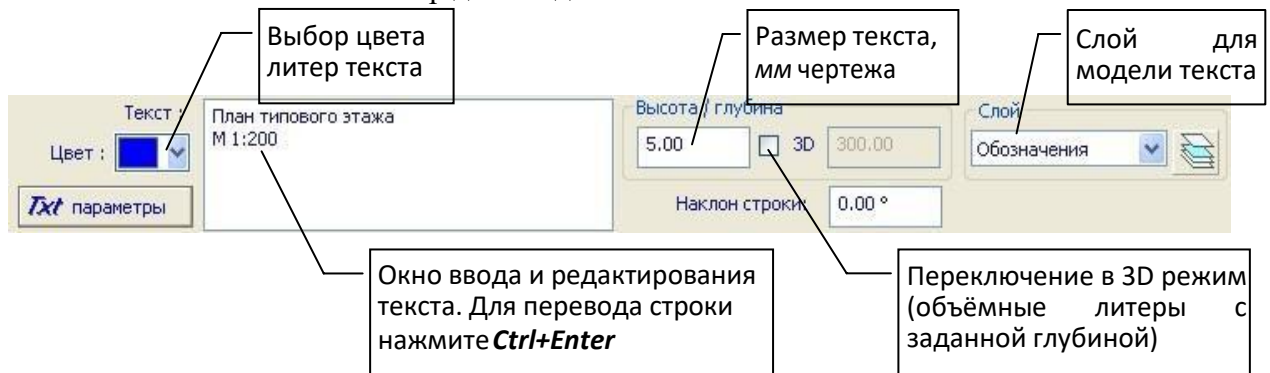 Выбор цвета
литер текста
Размер текста,
мм чертежа
Слой для
модели текста
Текст :
План типового этажа
М 1:200
Высота / глубина
Слой
Цвет :
5.00
3D
300.00
Обозначения
Txt параметры
Наклон строки:
0.00 °
Окно ввода и редактирования
текста. Для перевода строки
нажмите Ctrl+Enter
Переключение в 3D режим
(объёмные литеры с
заданной глубиной)